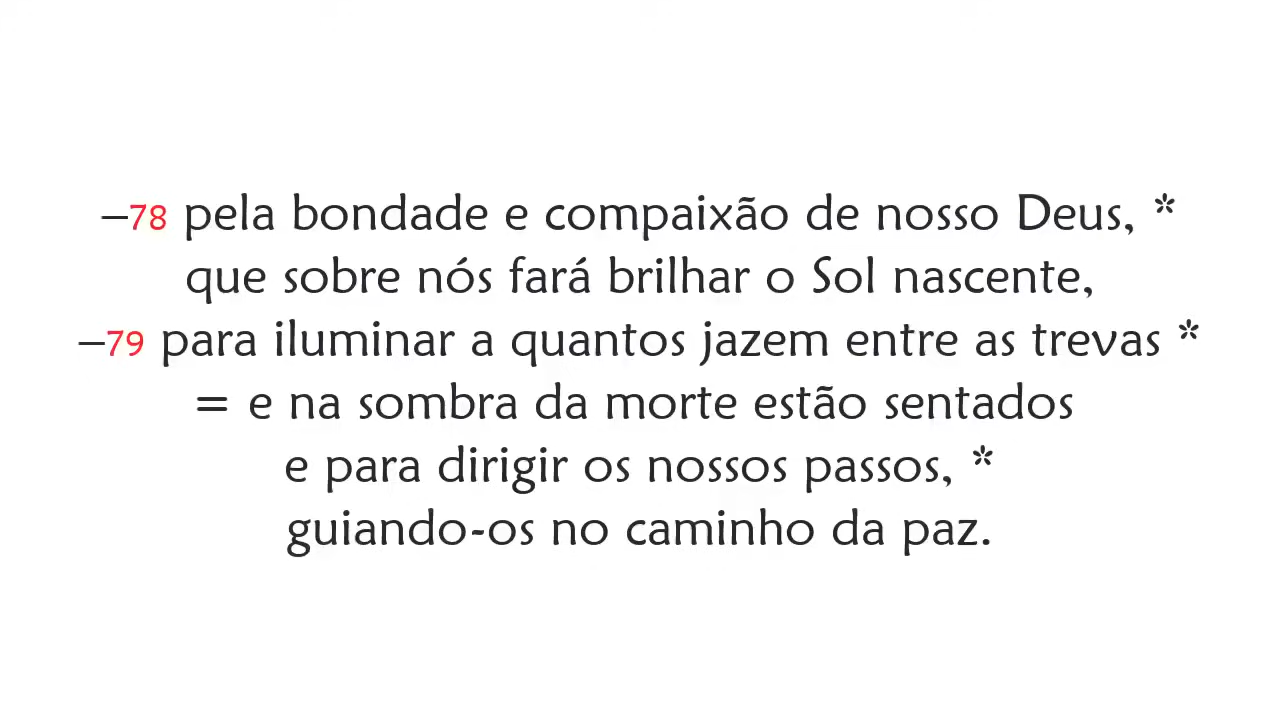 –78 pela bondade e compaixão de nosso Deus, *
que sobre nós fará brilhar o Sol nascente,
–79 para iluminar a quantos jazem entre as trevas *
= e na sombra da morte estão sentados
e para dirigir os nossos passos, *
guiando-os no caminho da paz.